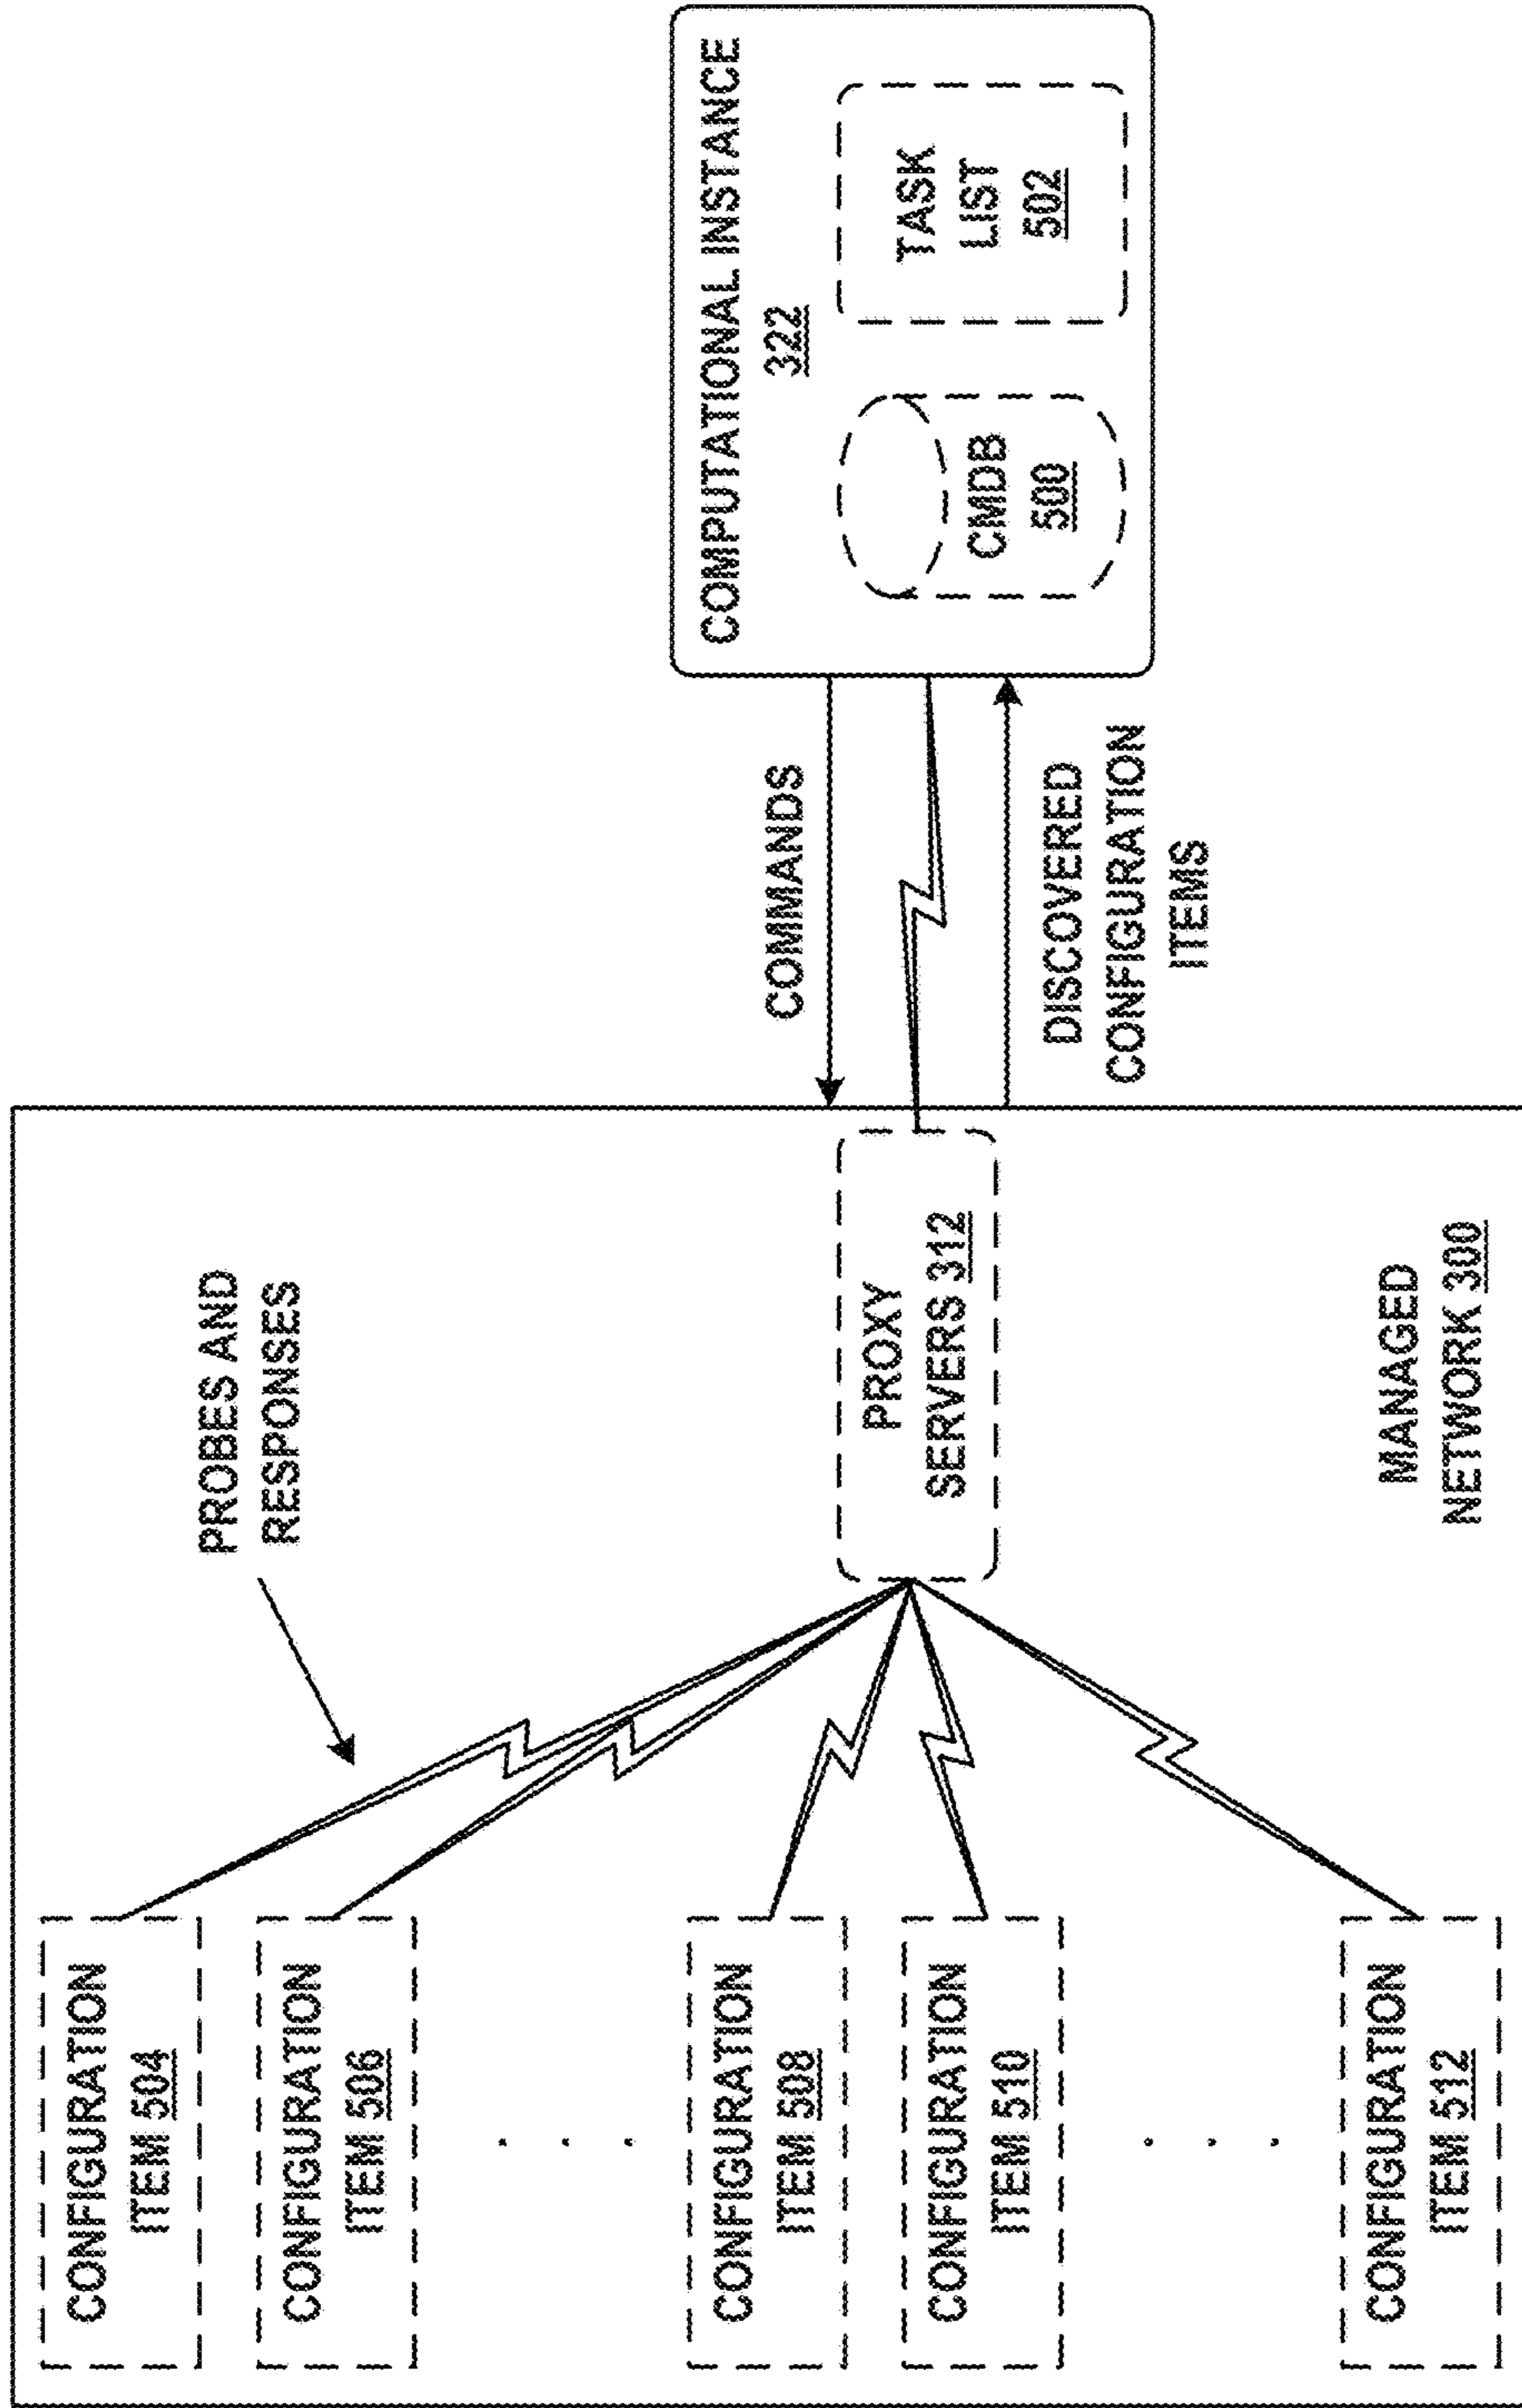 CONFIGURATION
ITEM 504
CONFIGURATION
ITEM 506
. . .
CONFIGURATION
ITEM 508
CONFIGURATION
ITEM 510
. . .
CONFIGURATION
ITEM 512
PROBES AND
RESPONSES
PROXY
SERVERS 312
MANAGED
NETWORK 300
COMMANDS
DISCOVERED
CONFIGURATION
ITEMS
COMPUTATIONAL INSTANCE
322
CMDB
500
TASK
LIST
502